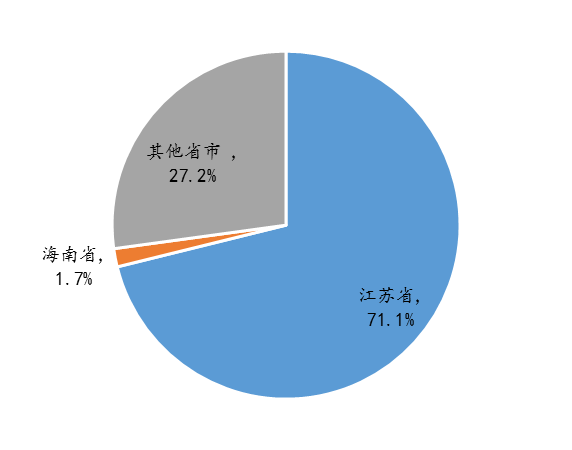 其他省市 ,
27.2%
海南省,
1.7%
江苏省,
71.1%